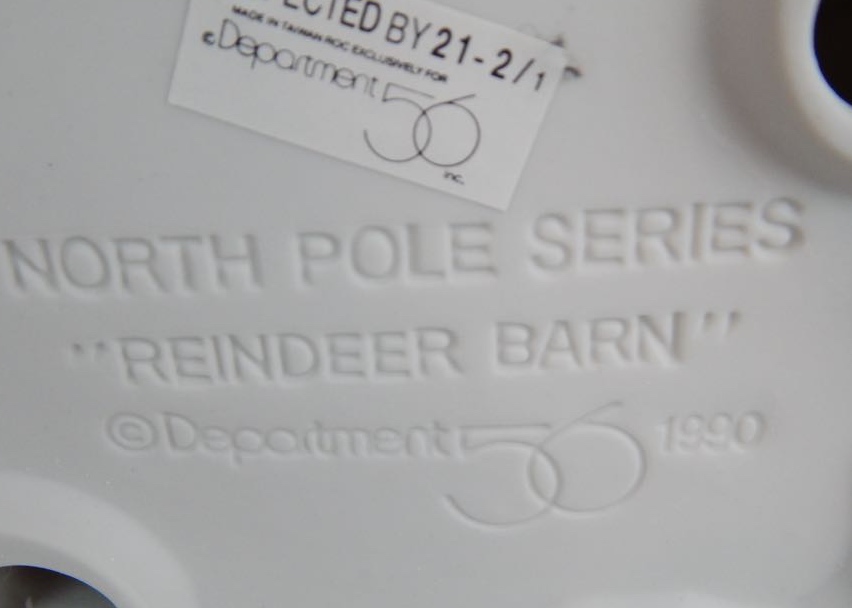 ECTED BY 21-2/1
MADE IN TAIWAN ROC EXCLUSIVELY FOR
©Department 56
inc.
NORTH POLE SERIES
"REINDEER BARN"
©Department 56 1990